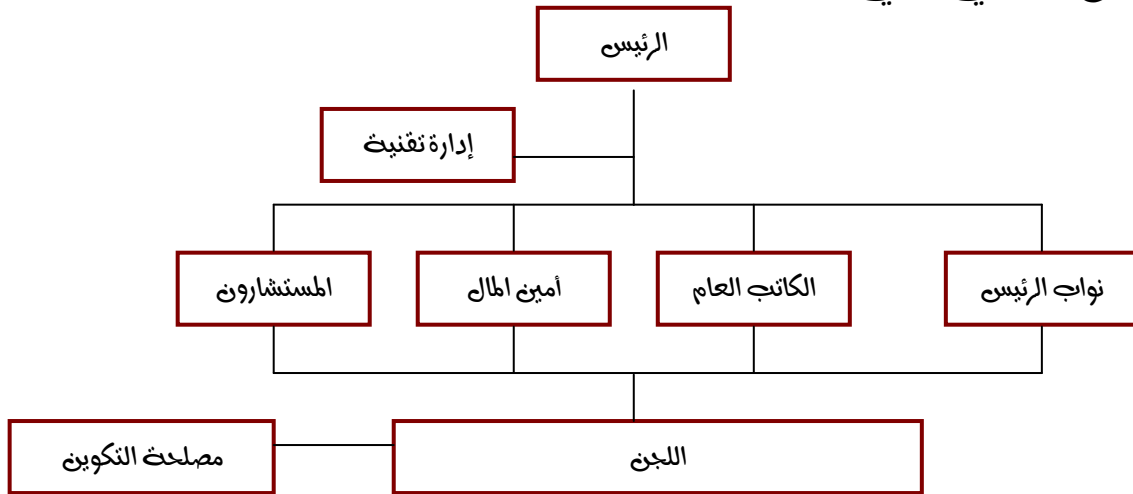 الرئيس
إدارة تقنية
نواب الرئيس
الكاتب العام
أمين المال
المستشارون
اللجن
مصلحة التكوين